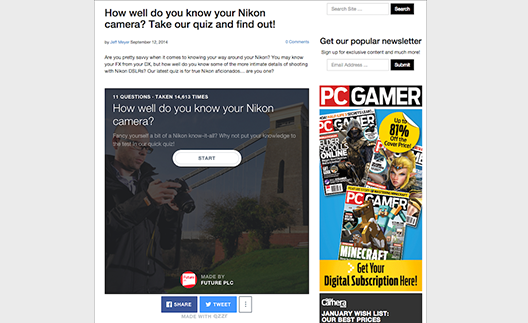 How well do you know your Nikon
camera? Take our quiz and find out!
by Jeff Meyer September 12, 2014
0 Comments
Are you pretty savvy when it comes to knowing your way around your Nikon? You may
know your FX from your DX, but how well do you know some of the more intimate details of shooting
with Nikon DSLRs? Our latest quiz is for true Nikon aficionados... are you one?
11 QUESTIONS · TAKEN 14,613 TIMES
How well do you know your Nikon
camera?
Fancy yourself a bit of a Nikon know-it-all? Why not put your knowledge
to the test in our quick quiz!
START
Future
MADE BY
FUTURE PLC
SHARE
TWEET
MADE WITH QZZR
Search Site ...
Search
Get our popular newsletter
Sign up for exclusive content and much more!
Email Address ...
Submit
PC GAMER
Up to
81%
Off the
Cover Price!
PC GAMER
ELDER
SCROLLS
ONLINE
PC GAMER
MINECRAFT
Get Your
Digital Subscription Here!
Camera
JANUARY WISH LIST:
OUR BEST PRICES